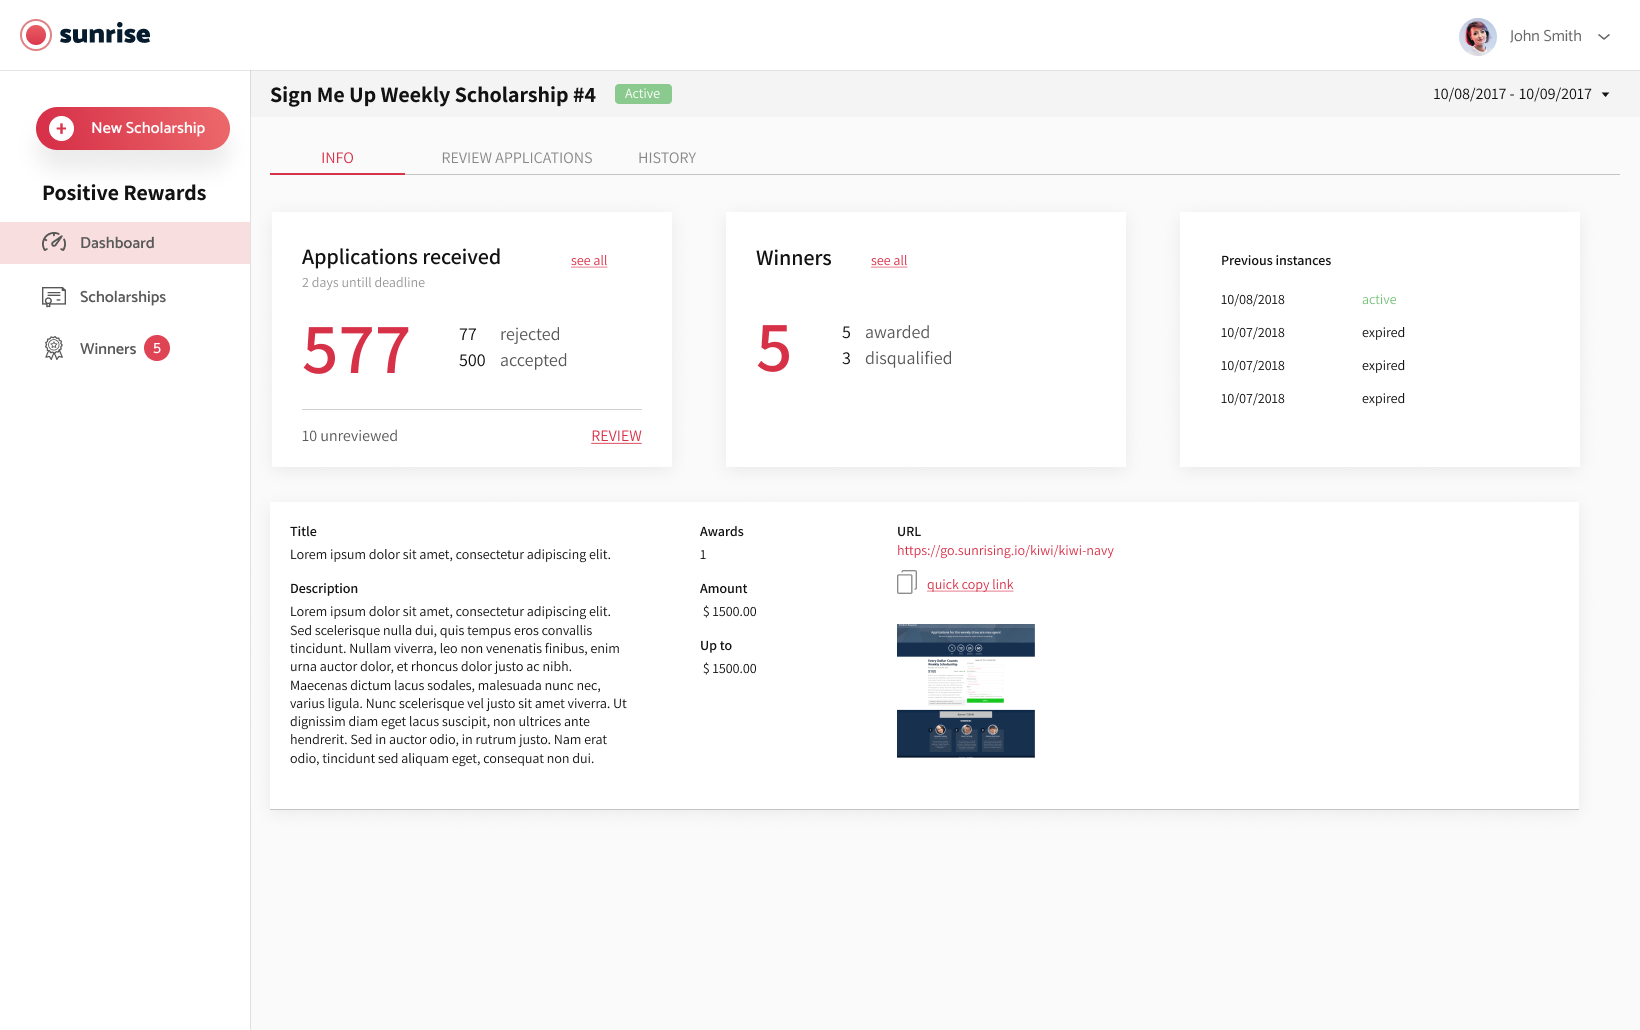 sunrise
John Smith
New Scholarship
Positive Rewards
Dashboard
Scholarships
Winners 5
Sign Me Up Weekly Scholarship #4 Active
10/08/2017 - 10/09/2017
INFO REVIEW APPLICATIONS HISTORY
Applications received see all
2 days untill deadline
577
77 rejected
500 accepted
10 unreviewed REVIEW
Winners see all
5
5 awarded
3 disqualified
Previous instances
10/08/2018 active
10/07/2018 expired
10/07/2018 expired
10/07/2018 expired
Title
Lorem ipsum dolor sit amet, consectetur adipiscing elit.
Description
Lorem ipsum dolor sit amet, consectetur adipiscing elit.
Sed scelerisque nulla dui, quis tempus eros convallis
tincidunt. Nullam viverra, leo non venenatis finibus, enim
urna auctor dolor, et rhoncus dolor justo ac nibh.
Maecenas dictum lacus sodales, malesuada nunc nec,
varius ligula. Nunc scelerisque vel justo sit amet viverra. Ut
dignissim diam eget lacus suscipit, non ultrices ante
hendrerit. Sed in auctor odio, in rutrum justo. Nam erat
odio, tincidunt sed aliquam eget, consequat non dui.
Awards
1
Amount
$ 1500.00
Up to
$ 1500.00
URL
https://go.sunrising.io/kiwi/kiwi-navy
quick copy link
Every Dollar Counts
Weekly Scholarship